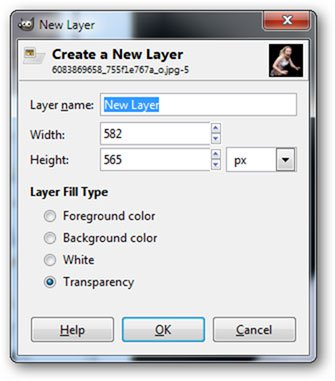 New Layer
Create a New Layer
6083869658_755f1e767a_o.jpg-5
Layer name: New Layer
Width: 582
Height: 565 px
Layer Fill Type
Foreground color
Background color
White
Transparency
Help OK Cancel